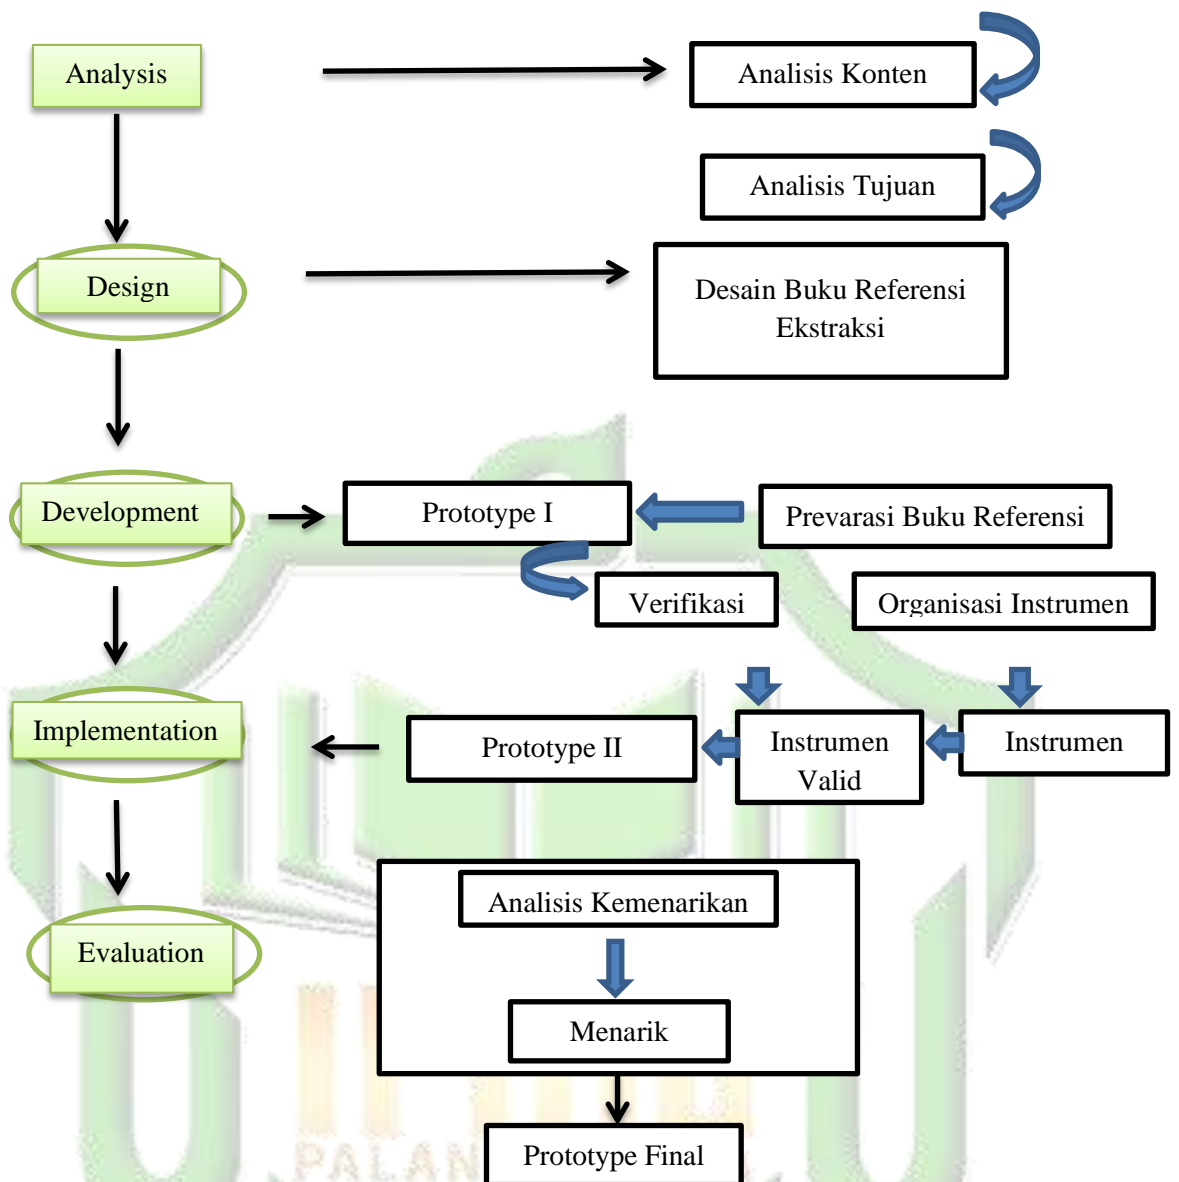 Analysis
Analisis Konten
Analisis Tujuan
Design
Desain Buku Referensi
Ekstraksi
Development
Prototype I
Prevarasi Buku Referensi
Verifikasi
Organisasi Instrumen
Implementation
Prototype II
Instrumen
Valid
Instrumen
Analisis Kemenarikan
Evaluation
Menarik
PALAN
Prototype Final